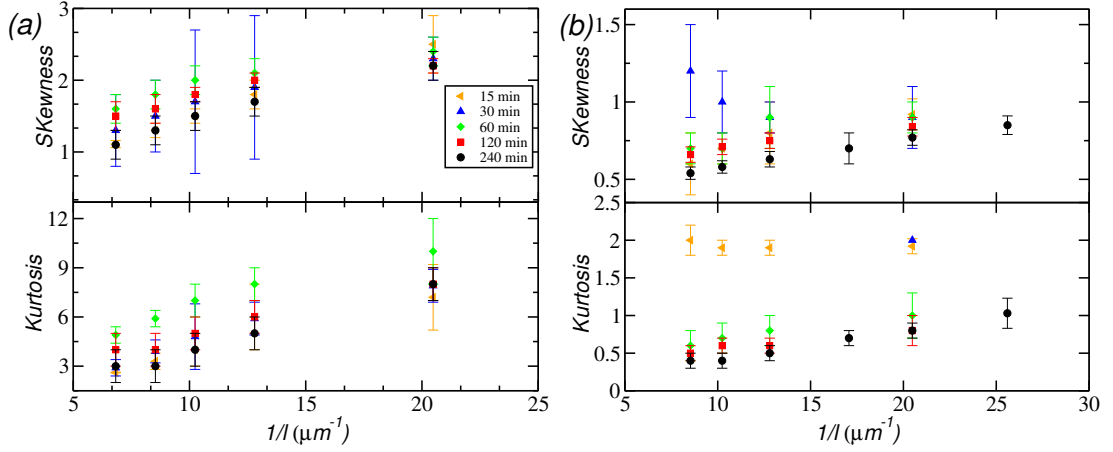 (a)
SKewness
3
2
1
15 min
30 min
60 min
120 min
240 min
Kurtosis
12
9
6
3
5 10 15 20 25
1/l (μm⁻¹)
(b)
SKewness
1.5
1
0.5
Kurtosis
2.5
2
1.5
1
0.5
0
5 10 15 20 25 30
1/l (μm⁻¹)